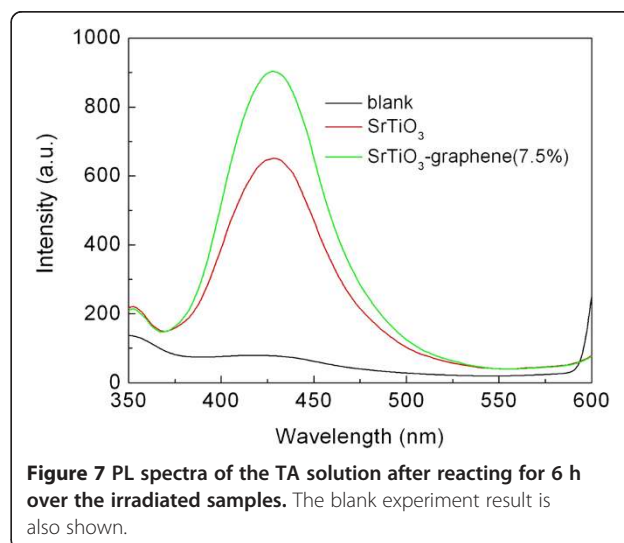 1000
800
600
400
200
0
Intensity (a.u.)
blank
SrTiO₃
SrTiO₃-graphene(7.5%)
350 400 450 500 550 600
Wavelength (nm)
Figure 7 PL spectra of the TA solution after reacting for 6 h
over the irradiated samples. The blank experiment result is
also shown.